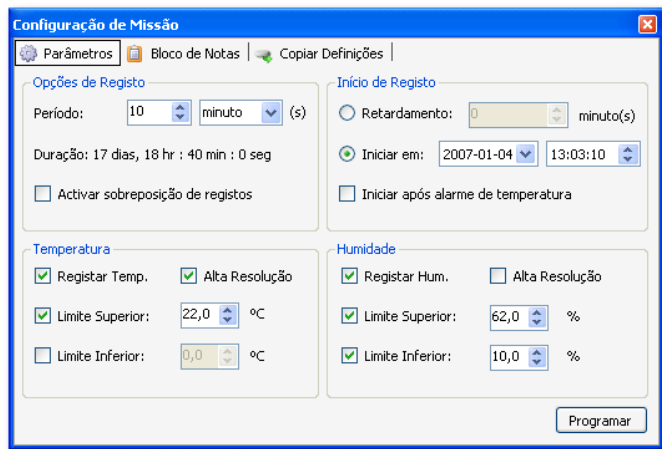 Configuração de Missão
Parâmetros Bloco de Notas Copiar Definições
Opções de Registo
Período: 10 minuto (s)
Duração: 17 dias, 18 hr : 40 min : 0 seg
Activar sobreposição de registos
Início de Registo
Retardamento: 0 minuto(s)
Iniciar em: 2007-01-04 13:03:10
Iniciar após alarme de temperatura
Temperatura
Registar Temp. Alta Resolução
Limite Superior: 22,0 ºC
Limite Inferior: 0,0 ºC
Humidade
Registar Hum. Alta Resolução
Limite Superior: 62,0 %
Limite Inferior: 10,0 %
Programar